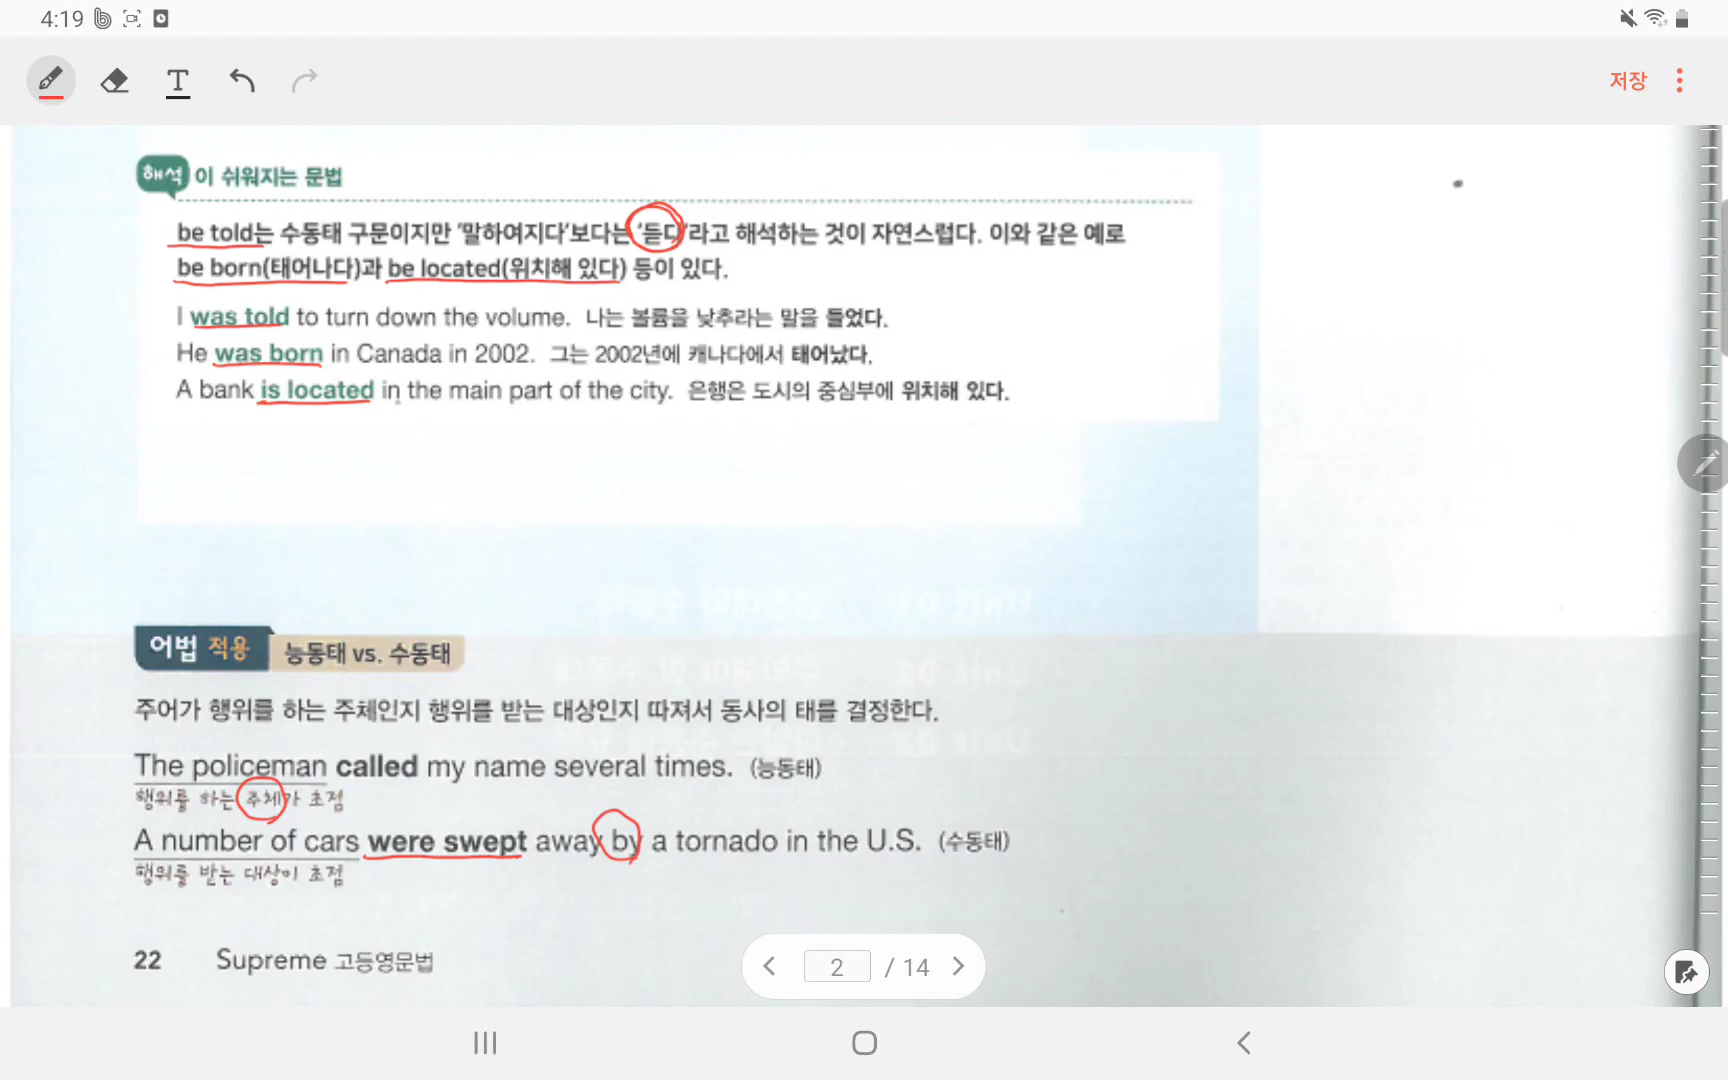 4:19
저장
해석 이 쉬워지는 문법
be told는 수동태 구문이지만 '말하여지다'보다는 '듣다'라고 해석하는 것이 자연스럽다. 이와 같은 예로
be born(태어나다)과 be located(위치해 있다) 등이 있다.
I was told to turn down the volume. 나는 볼륨을 낮추라는 말을 들었다.
He was born in Canada in 2002. 그는 2002년에 캐나다에서 태어났다.
A bank is located in the main part of the city. 은행은 도시의 중심부에 위치해 있다.
어법 적용 능동태 vs. 수동태
주어가 행위를 하는 주체인지 행위를 받는 대상인지 따져서 동사의 태를 결정한다.
The policeman called my name several times. (능동태)
행위를 하는 주체가 초점
A number of cars were swept away by a tornado in the U.S. (수동태)
행위를 받는 대상이 초점
22 Supreme 고등영문법
2 / 14